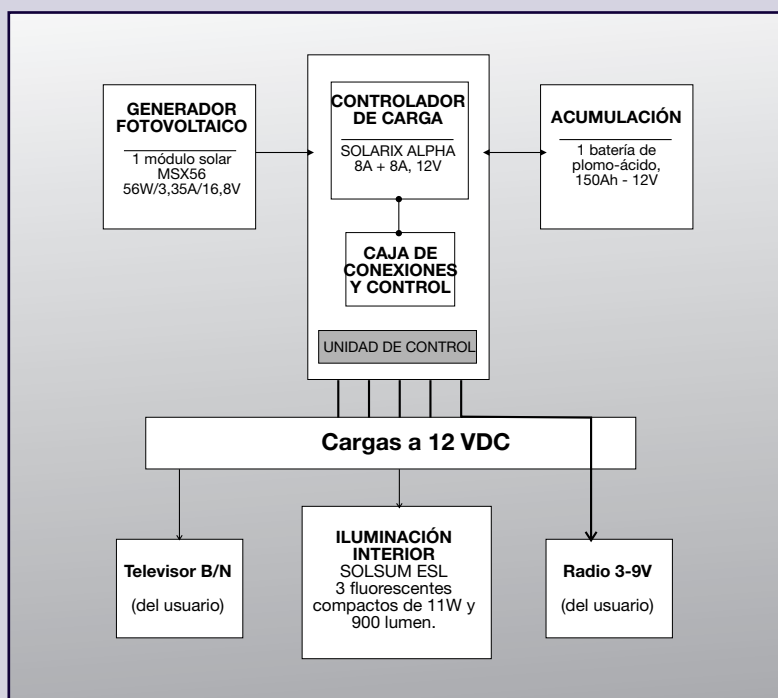 GENERADOR
FOTOVOLTAICO
1 módulo solar
MSX56
56W/3,35A/16,8V
CONTROLADOR
DE CARGA
SOLARIX ALPHA
8A + 8A, 12V
CAJA DE
CONEXIONES
Y CONTROL
UNIDAD DE CONTROL
ACUMULACIÓN
1 batería de
plomo-ácido,
150Ah - 12V
Cargas a 12 VDC
Televisor B/N
(del usuario)
ILUMINACIÓN
INTERIOR
SOLSUM ESL
3 fluorescentes
compactos de 11W y
900 lumen.
Radio 3-9V
(del usuario)